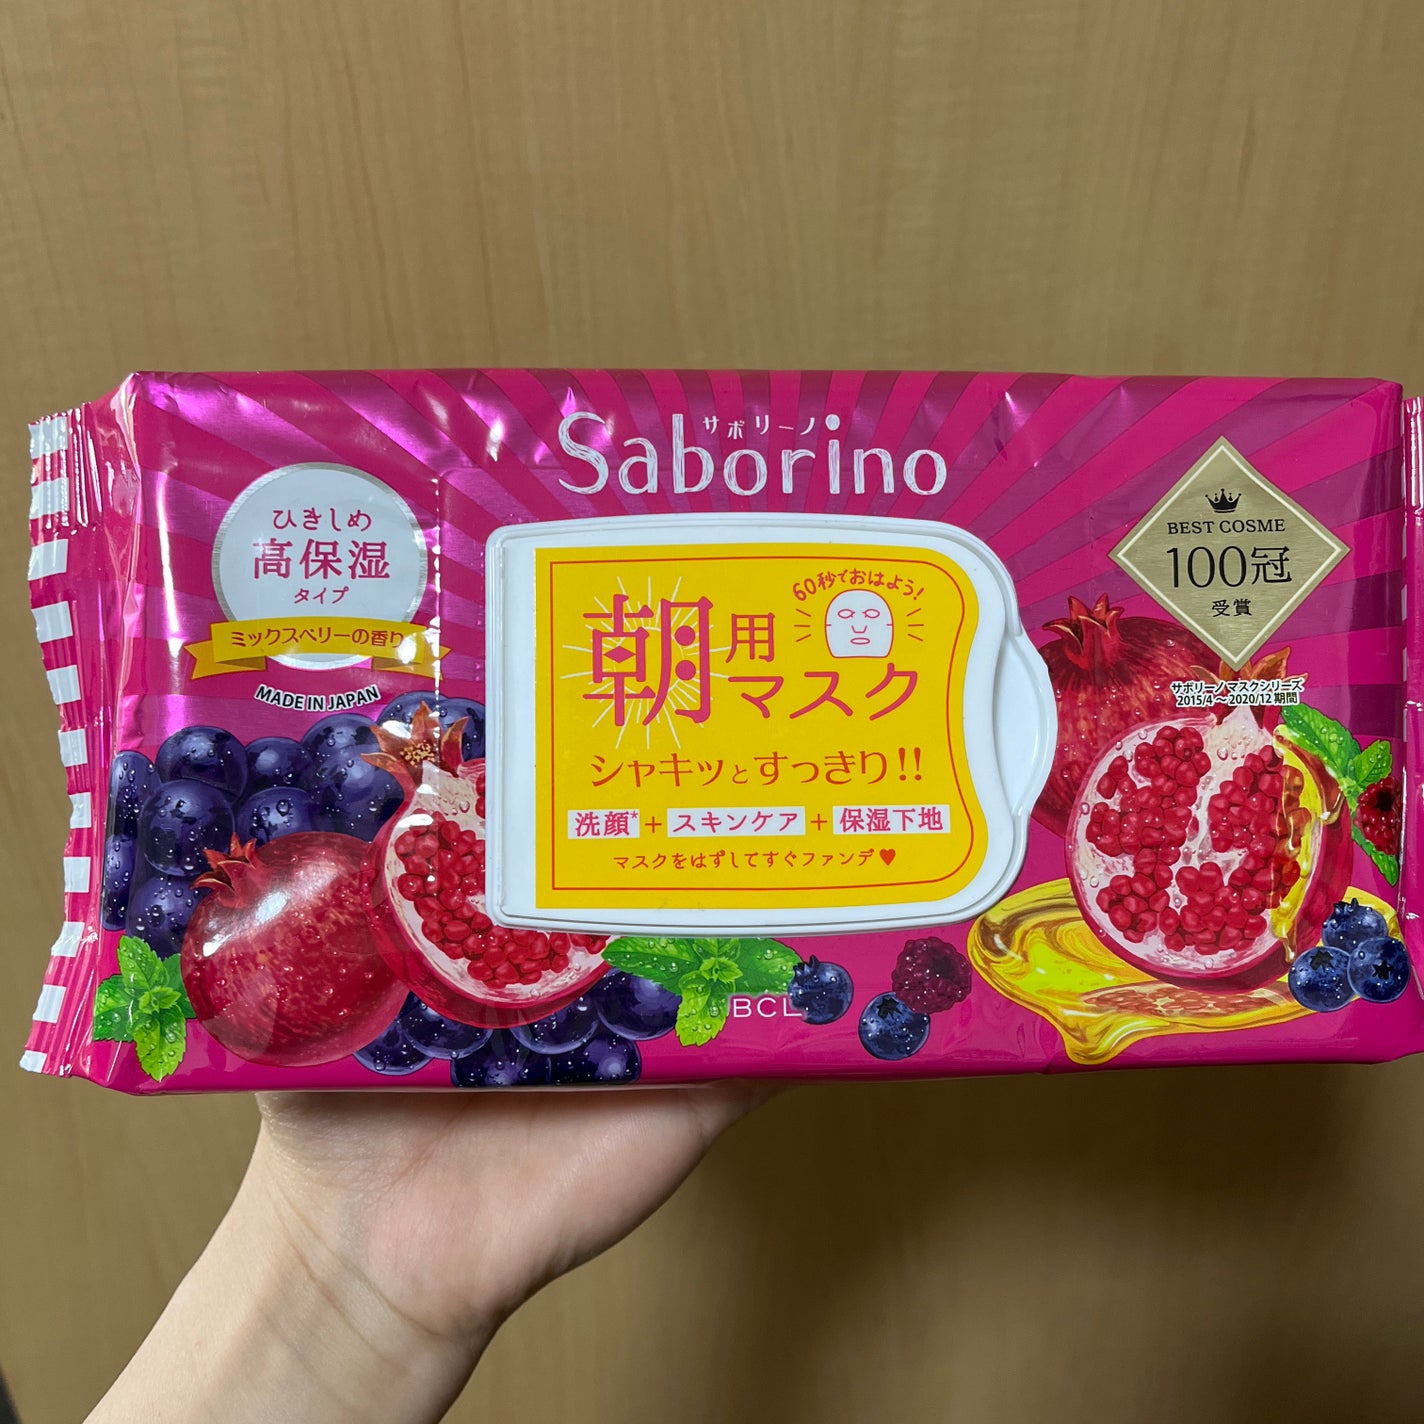 サボリーノ
Saborino
ひきしめ
高保湿
タイプ
ミックスベリーの香り
MADE IN JAPAN
60秒でおはよう!
朝用
マスク
シャキッとすっきり!!
洗顔*+スキンケア+保湿下地
マスクをはずしてすぐファンデ♥
BEST COSME
100冠
受賞
サボリーノ マスクシリーズ
2015/4〜2020/12期間
BCL